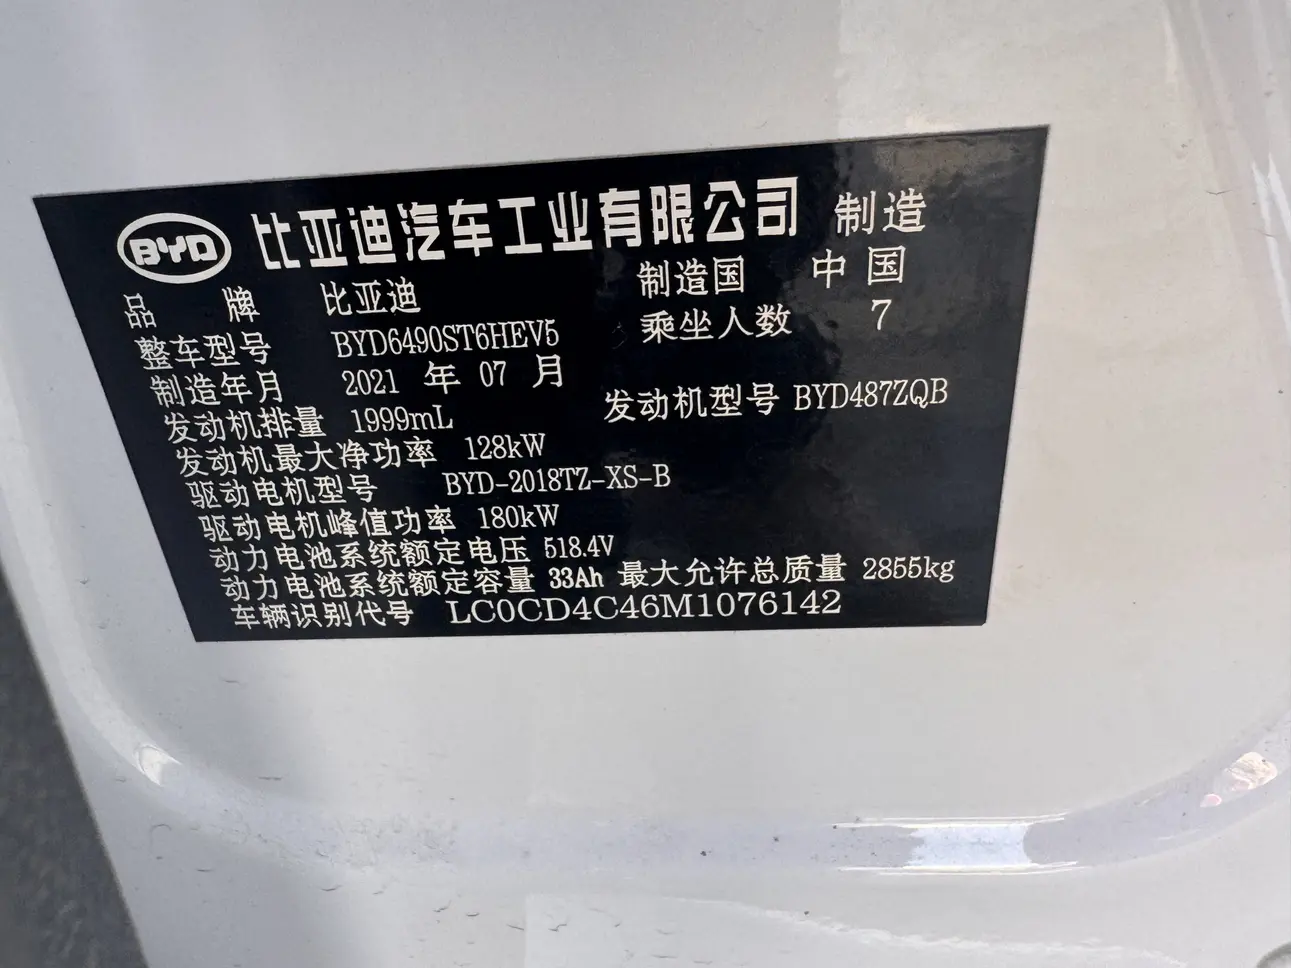 BYD 比亚迪汽车工业有限公司 制造
品牌 比亚迪 制造国 中国
整车型号 BYD6490ST6HEV5 乘坐人数 7
制造年月 2021 年 07 月
发动机排量 1999mL 发动机型号 BYD487ZQB
发动机最大净功率 128kW
驱动电机型号 BYD-2018TZ-XS-B
驱动电机峰值功率 180kW
动力电池系统额定电压 518.4V
动力电池系统额定容量 33Ah 最大允许总质量 2855kg
车辆识别代号 LC0CD4C46M1076142